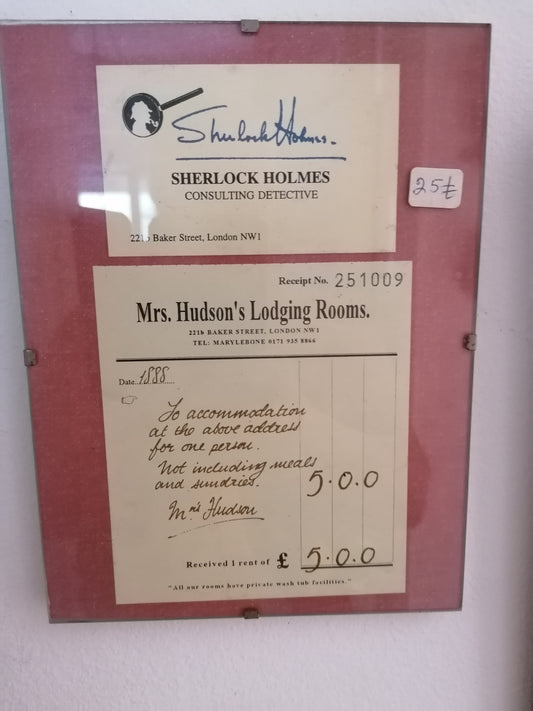 Sherlock Holmes.
SHERLOCK HOLMES
CONSULTING DETECTIVE
25£
221b Baker Street, London NW1
Receipt No. 251009
Mrs. Hudson's Lodging Rooms.
221b BAKER STREET, LONDON NW1
TEL: MARYLEBONE 0171 935 8866
Date 1888
To accommodation
at the above address
for one person.
Not including meals
and sundries. 5.0.0
Mrs Hudson
Received 1 rent of £ 5.0.0
"All our rooms have private wash tub facilities."